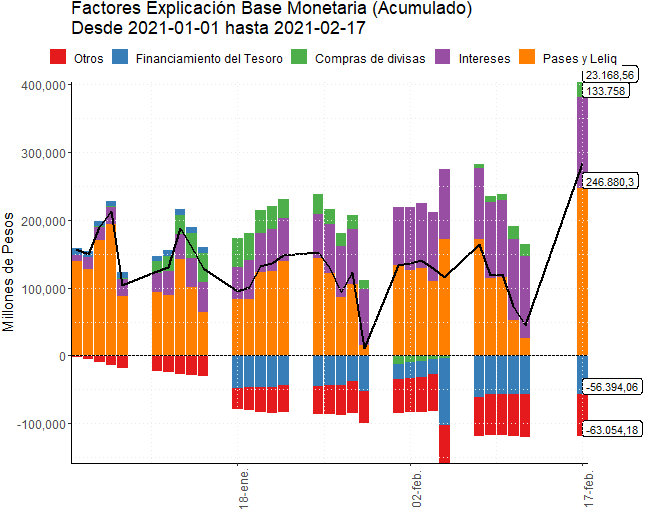 Factores Explicación Base Monetaria (Acumulado)
Desde 2021-01-01 hasta 2021-02-17
Otros Financiamiento del Tesoro Compras de divisas Intereses Pases y Leliq
Millones de Pesos
400,000
300,000
200,000
100,000
0
-100,000
23.168,56
133.758
246.880,3
-56.394,06
-63.054,18
18-ene.
02-feb.
17-feb.